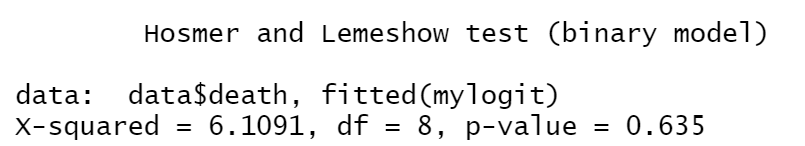 Hosmer and Lemeshow test (binary model)
data:  data$death, fitted(mylogit)
X-squared = 6.1091, df = 8, p-value = 0.635